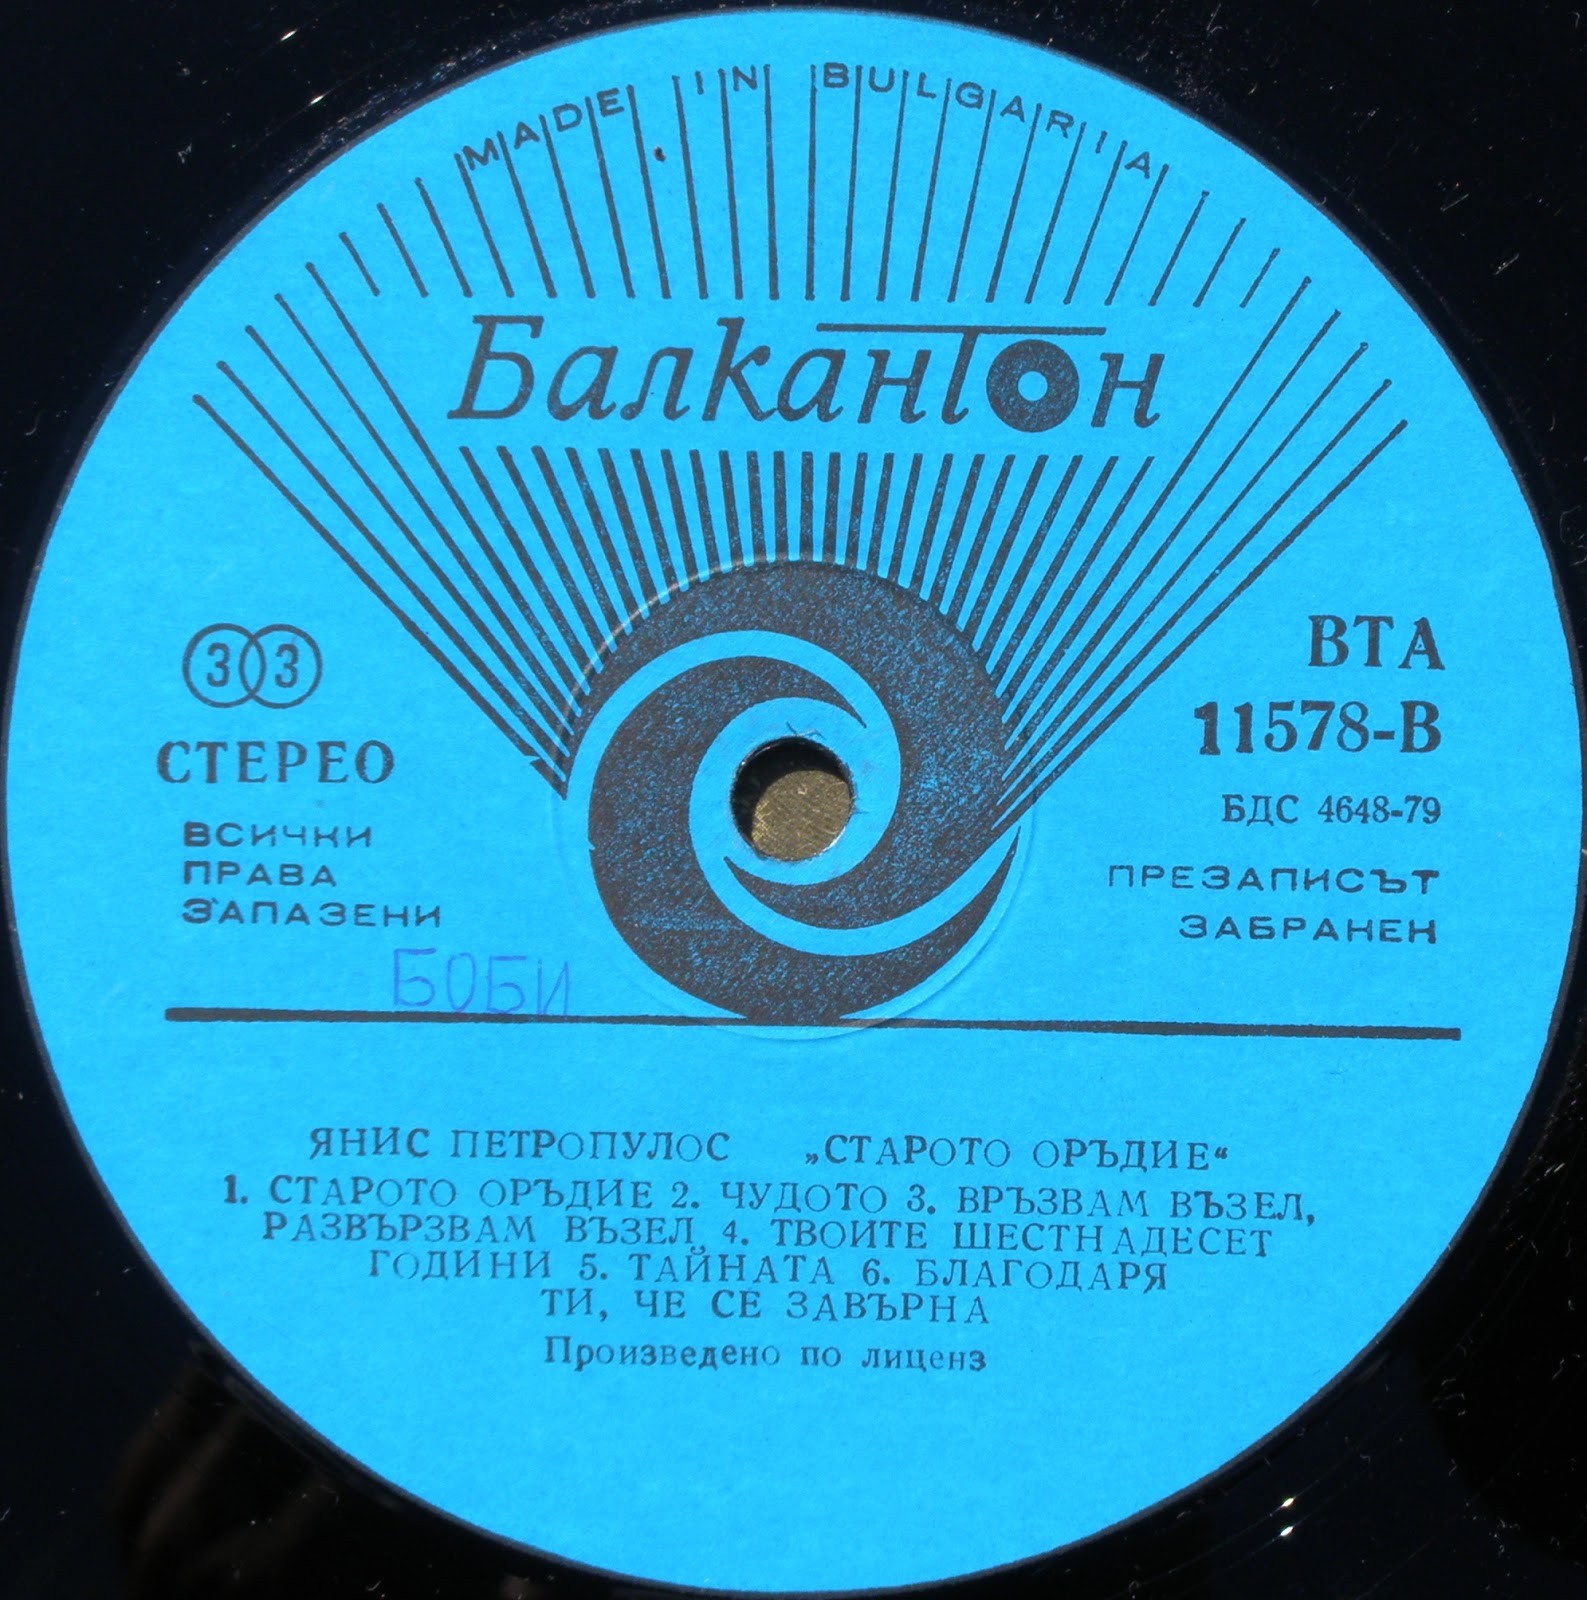 MADE IN BULGARIA
Балкантон
33
СТЕРЕО
ВСИЧКИ
ПРАВА
ЗАПАЗЕНИ
БОБИ
ВТА
11578-В
БДС 4648-79
ПРЕЗАПИСЪТ
ЗАБРАНЕН
ЯНИС ПЕТРОПУЛОС „СТАРОТО ОРЪДИЕ“
1. СТАРОТО ОРЪДИЕ 2. ЧУДОТО 3. ВРЪЗВАМ ВЪЗЕЛ,
РАЗВЪРЗВАМ ВЪЗЕЛ 4. ТВОИТЕ ШЕСТНАДЕСЕТ
ГОДИНИ 5. ТАЙНАТА 6. БЛАГОДАРЯ
ТИ, ЧЕ СЕ ЗАВЪРНА
Произведено по лиценз